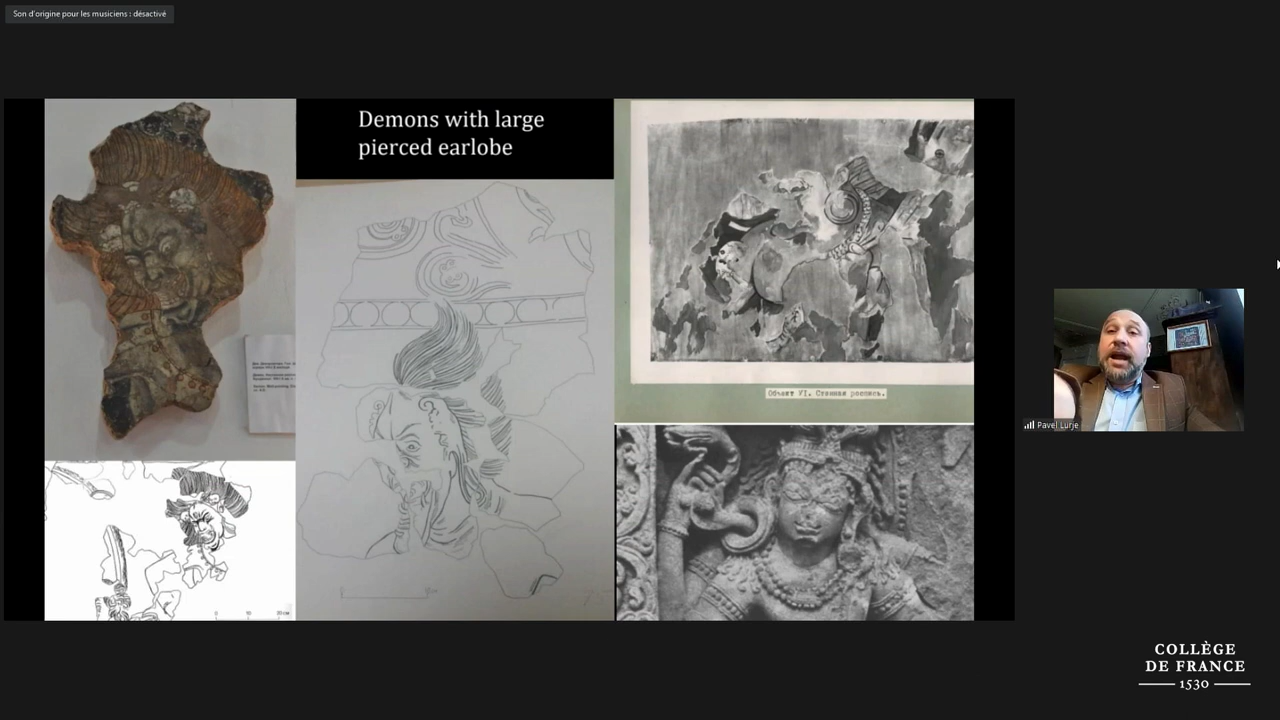 Son d'origine pour les musiciens : désactivé
Demons with large
pierced earlobe
Объект УІ. Стенная роспись.
Pavel Lurje
COLLÈGE
DE FRANCE
1530